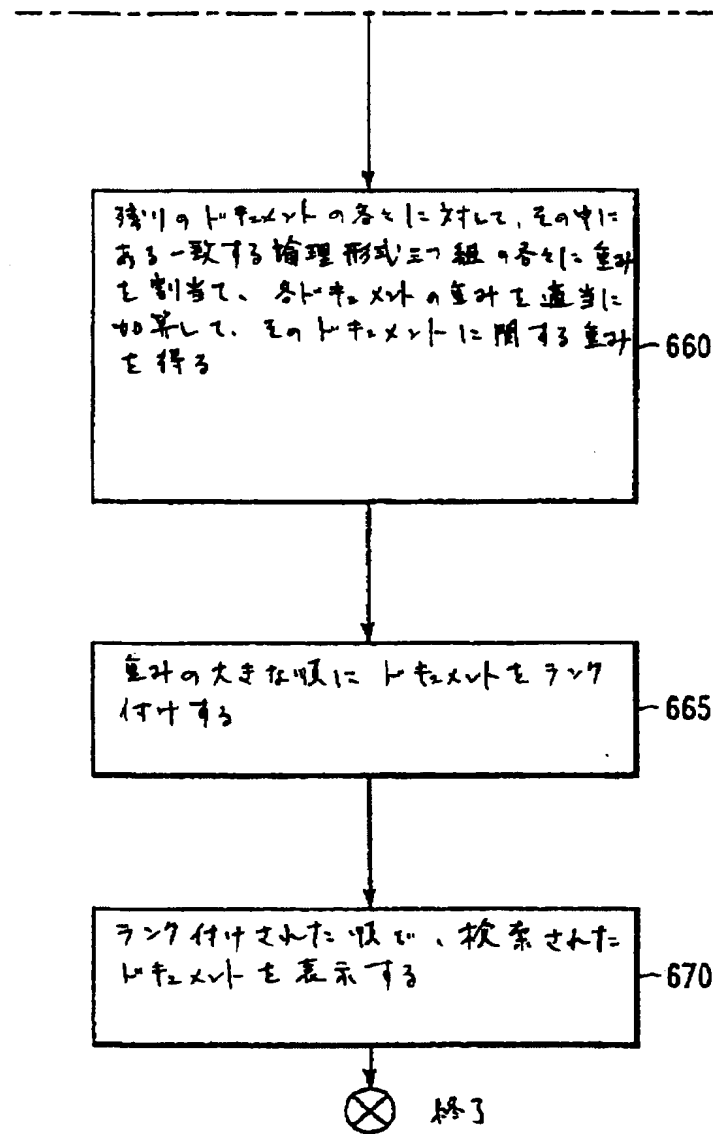 残りのドキュメントの各々に対して、その中に
ある一致する論理形式三つ組の各々に重み
を割当て、各ドキュメントの重みを適当に
加算して、そのドキュメントに関する重み
を得る
660
重みの大きな順にドキュメントをランク
付けする
665
ランク付けされた順で、検索された
ドキュメントを表示する
670
終了